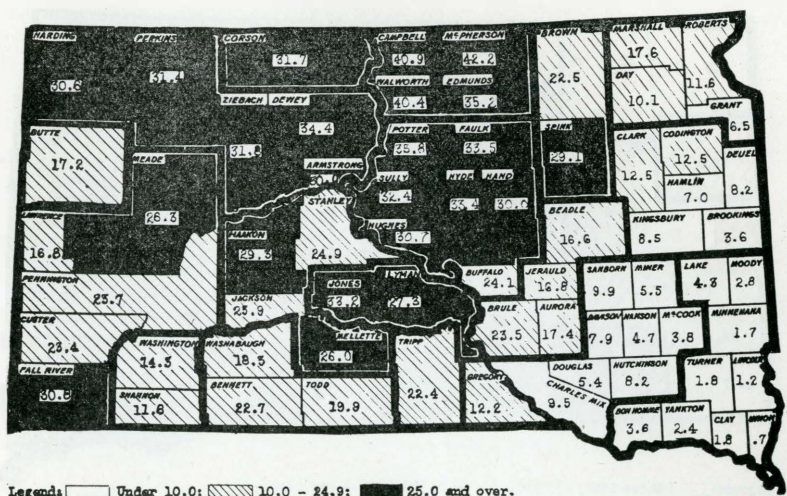 HARDING PERKINS CORSON CAMPBELL McPHERSON BROWN MARSHALL ROBERTS
30.6 31.4 31.7 40.9 42.2 22.5 17.6 11.6
WALWORTH EDMUNDS DAY
40.4 35.2 10.1
ZIEBACH DEWEY GRANT
34.4 6.5
BUTTE POTTER FAULK SPINK CLARK CODINGTON DEUEL
17.2 35.8 33.5 29.1 12.5 12.5 8.2
MEADE ARMSTRONG SULLY HYDE HAND HAMLIN
26.3 32.4 33.4 7.0
STANLEY BEADLE KINGSBURY BROOKINGS
24.9 16.6 8.5 3.6
LAWRENCE HAAKON HUGHES
16.8 29.3 30.7
PENNINGTON JONES LYMAN BUFFALO JERAULD SANBORN MINER LAKE MOODY
23.7 33.2 27.3 24.1 16.8 9.9 5.5 4.3 2.8
JACKSON BRULE AURORA HANSON McCOOK MINNEHAHA
23.9 23.5 17.4 7.9 4.7 3.8 1.7
CUSTER WASHINGTON WASHABAUGH MELLETTE TRIPP
23.4 14.3 18.3 26.0 22.4
FALL RIVER SHANNON BENNETT TODD GREGORY DOUGLAS HUTCHINSON TURNER LINCOLN
30.8 11.8 22.7 19.9 12.2 5.4 8.2 1.8 1.2
CHARLES MIX
9.5
BON HOMME YANKTON CLAY UNION
3.6 2.4 1.8 .7
Legend: Under 10.0; 10.0 - 24.9; 25.0 and over.